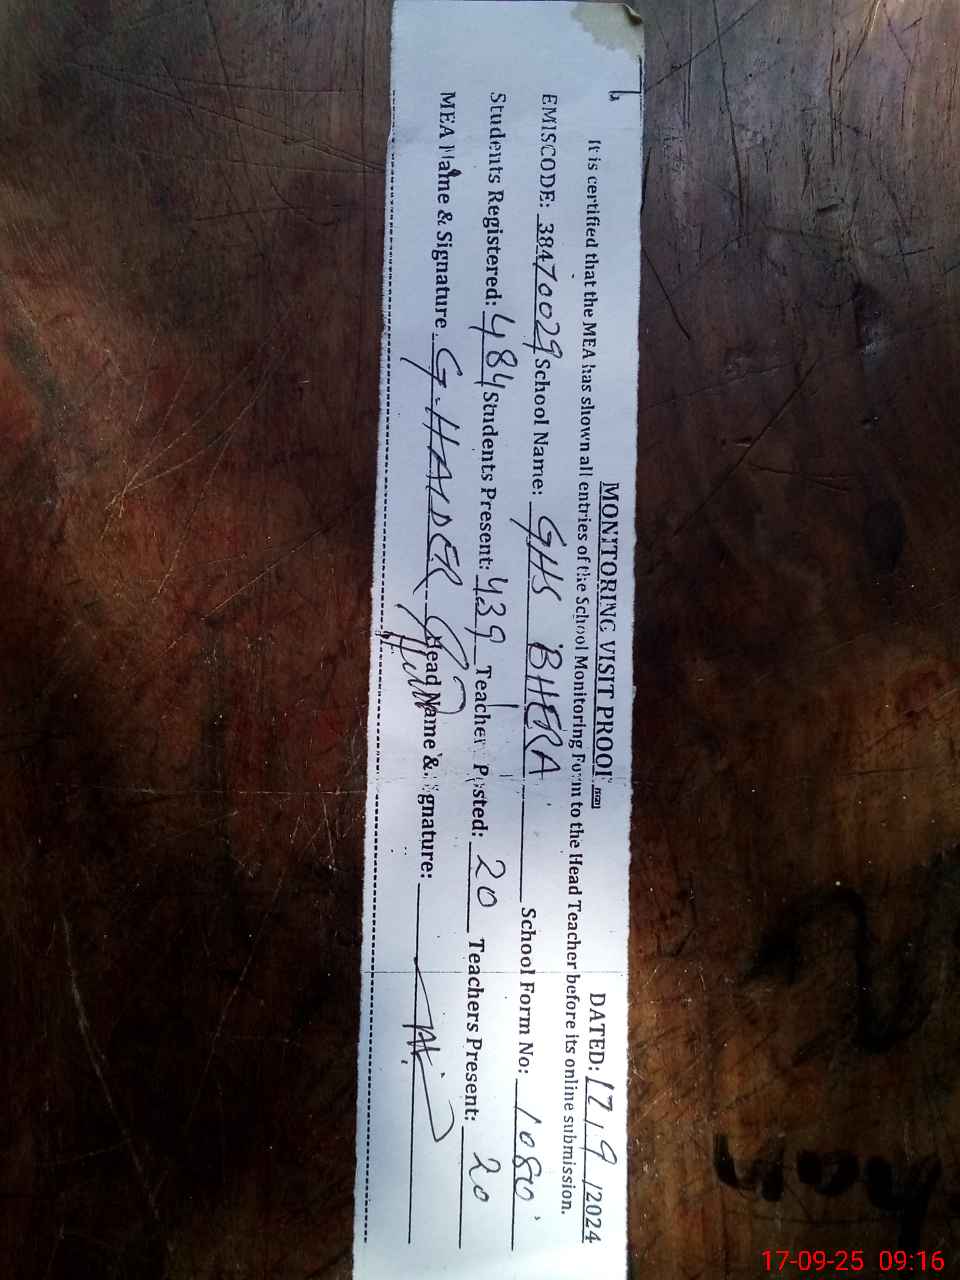 MONITORING VISIT PROOF
DATED: 17/9/2024
It is certified that the MEA has shown all entries of the School Monitoring Form to the Head Teacher before its online submission.
EMISCODE: 38470029 School Name: GHS BHERA School Form No: 1080
Students Registered: 484 Students Present: 439 Teacher Posted: 20 Teachers Present: 20
MEA Name & Signature G. HAIDER Head Name & Signature:
17-09-25 09:16